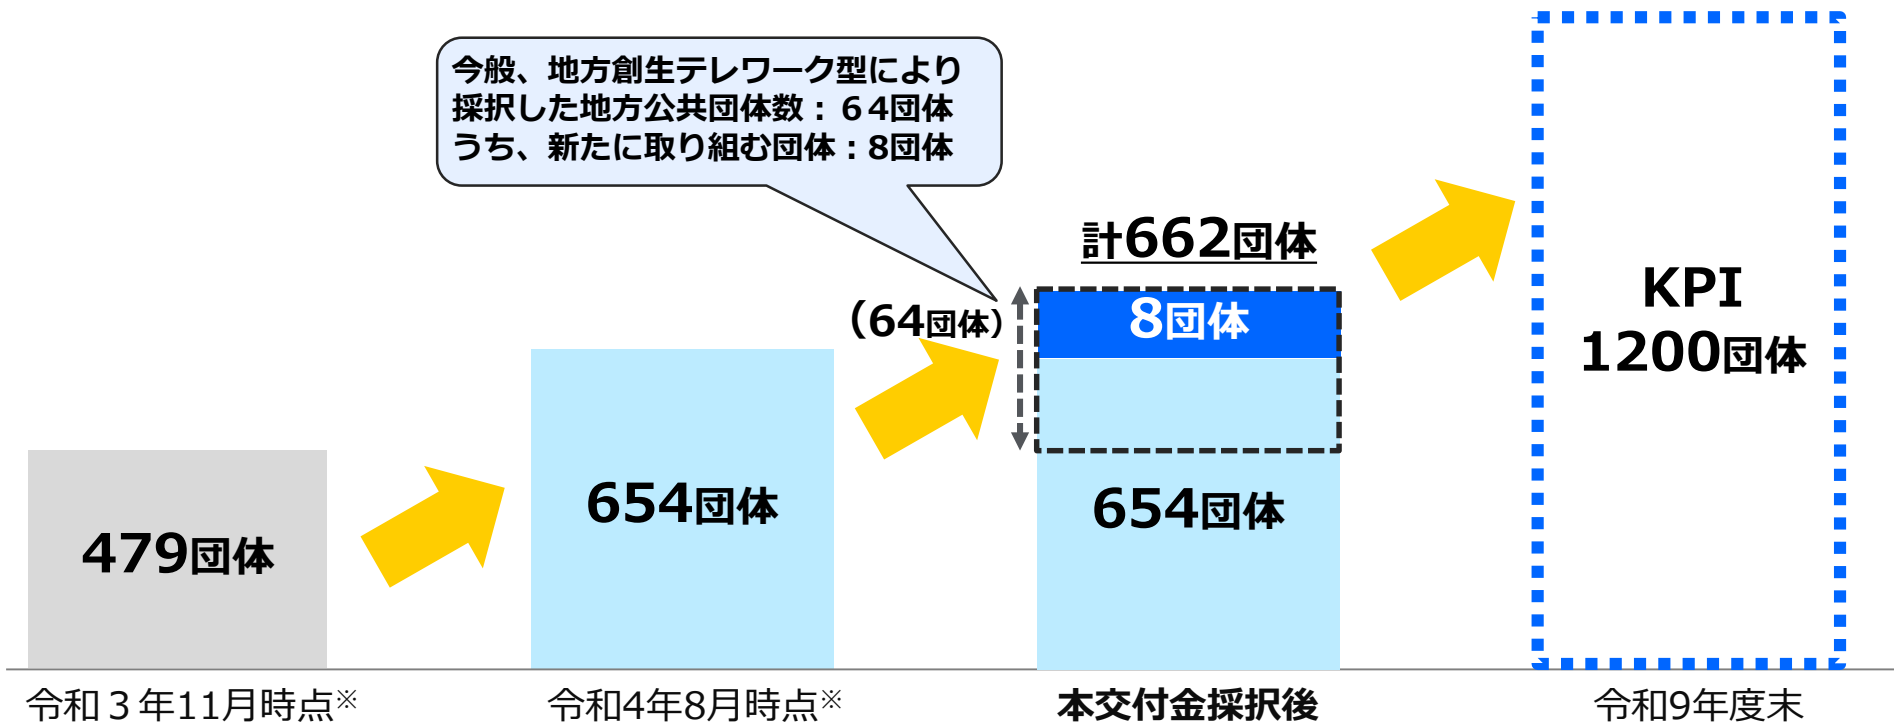 今般、地方創生テレワーク型により
採択した地方公共団体数：６4団体
うち、新たに取り組む団体：8団体
計662団体
（64団体）
8団体
KPI
1200団体
479団体
654団体
654団体
令和３年11月時点※
令和4年8月時点※
本交付金採択後
令和9年度末